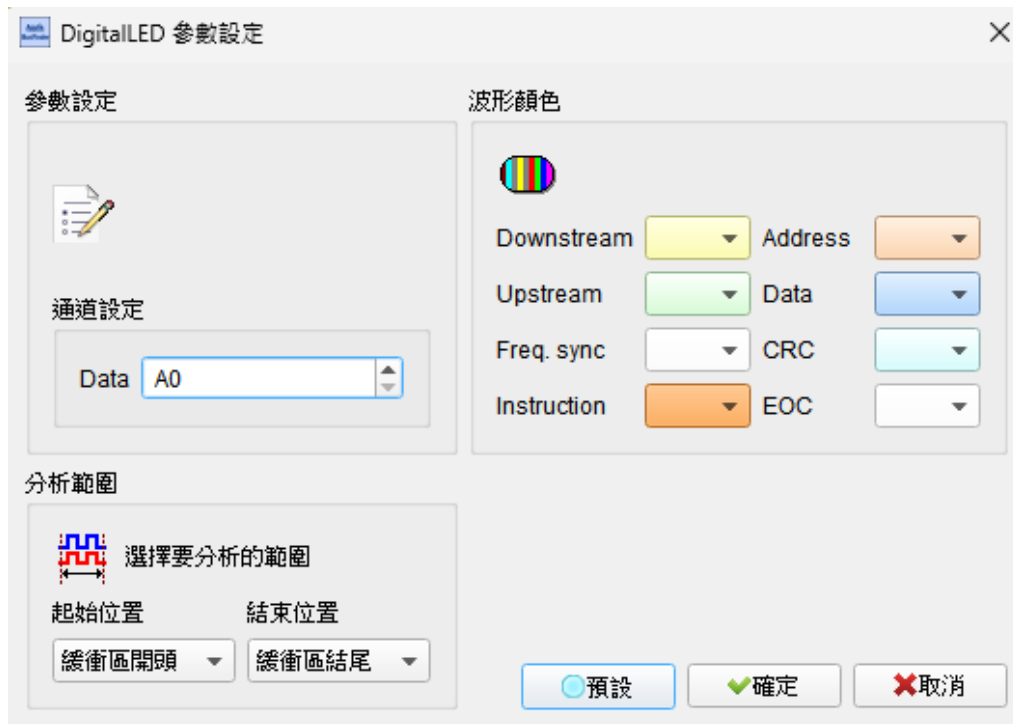 DigitalLED 參數設定
參數設定
通道設定
Data A0
波形顏色
Downstream Address
Upstream Data
Freq. sync CRC
Instruction EOC
分析範圍
選擇要分析的範圍
起始位置 結束位置
緩衝區開頭 緩衝區結尾
預設 確定 取消